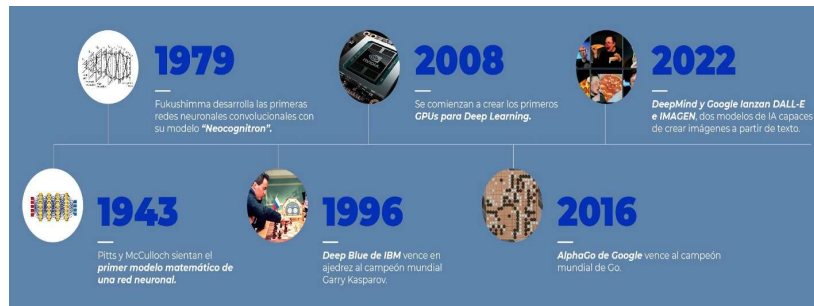 1979
Fukushimma desarrolla las primeras
redes neuronales convolucionales con
su modelo “Neocognitron”.
2008
Se comienzan a crear los primeros
GPUs para Deep Learning.
2022
DeepMind y Google lanzan DALL-E
e IMAGEN, dos modelos de IA capaces
de crear imágenes a partir de texto.
1943
Pitts y McCulloch sientan el
primer modelo matemático de
una red neuronal.
1996
Deep Blue de IBM vence en
ajedrez al campeón mundial
Garry Kasparov.
2016
AlphaGo de Google vence al campeón
mundial de Go.